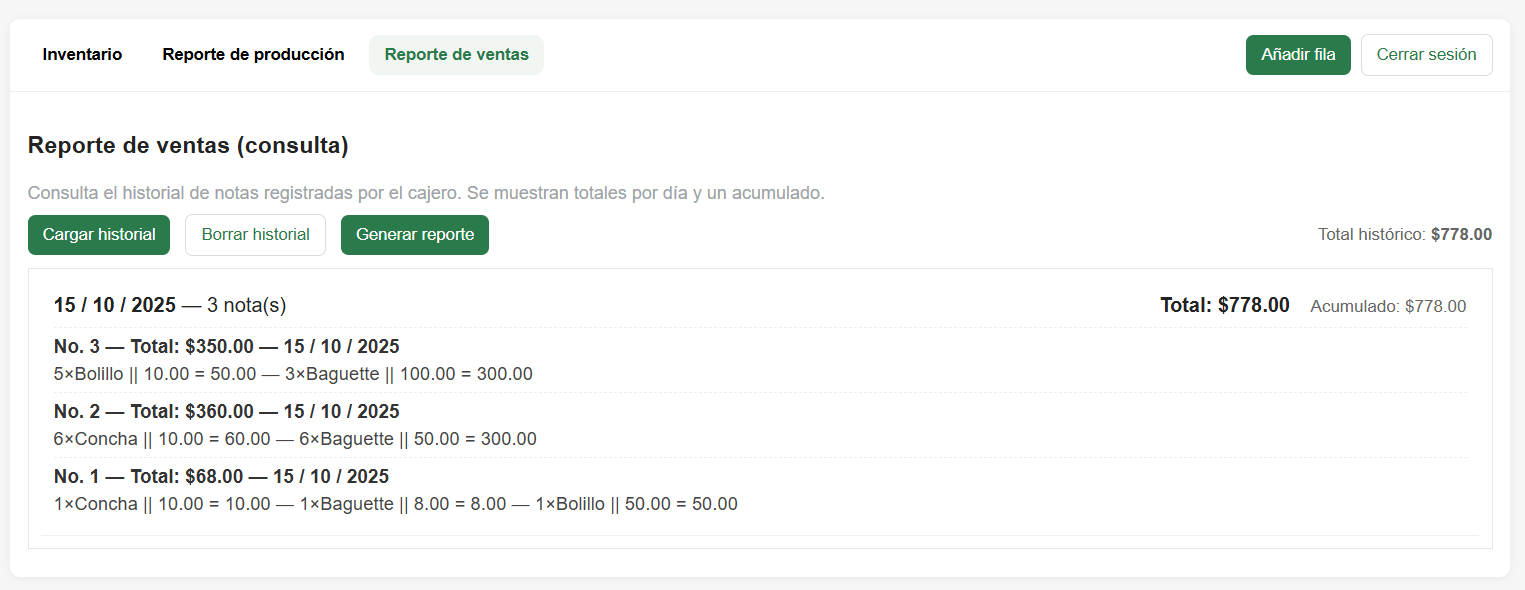 Inventario Reporte de producción Reporte de ventas Añadir fila Cerrar sesión
Reporte de ventas (consulta)
Consulta el historial de notas registradas por el cajero. Se muestran totales por día y un acumulado.
Cargar historial Borrar historial Generar reporte Total histórico: $778.00
15 / 10 / 2025 — 3 nota(s) Total: $778.00 Acumulado: $778.00
No. 3 — Total: $350.00 — 15 / 10 / 2025
5×Bolillo || 10.00 = 50.00 — 3×Baguette || 100.00 = 300.00
No. 2 — Total: $360.00 — 15 / 10 / 2025
6×Concha || 10.00 = 60.00 — 6×Baguette || 50.00 = 300.00
No. 1 — Total: $68.00 — 15 / 10 / 2025
1×Concha || 10.00 = 10.00 — 1×Baguette || 8.00 = 8.00 — 1×Bolillo || 50.00 = 50.00